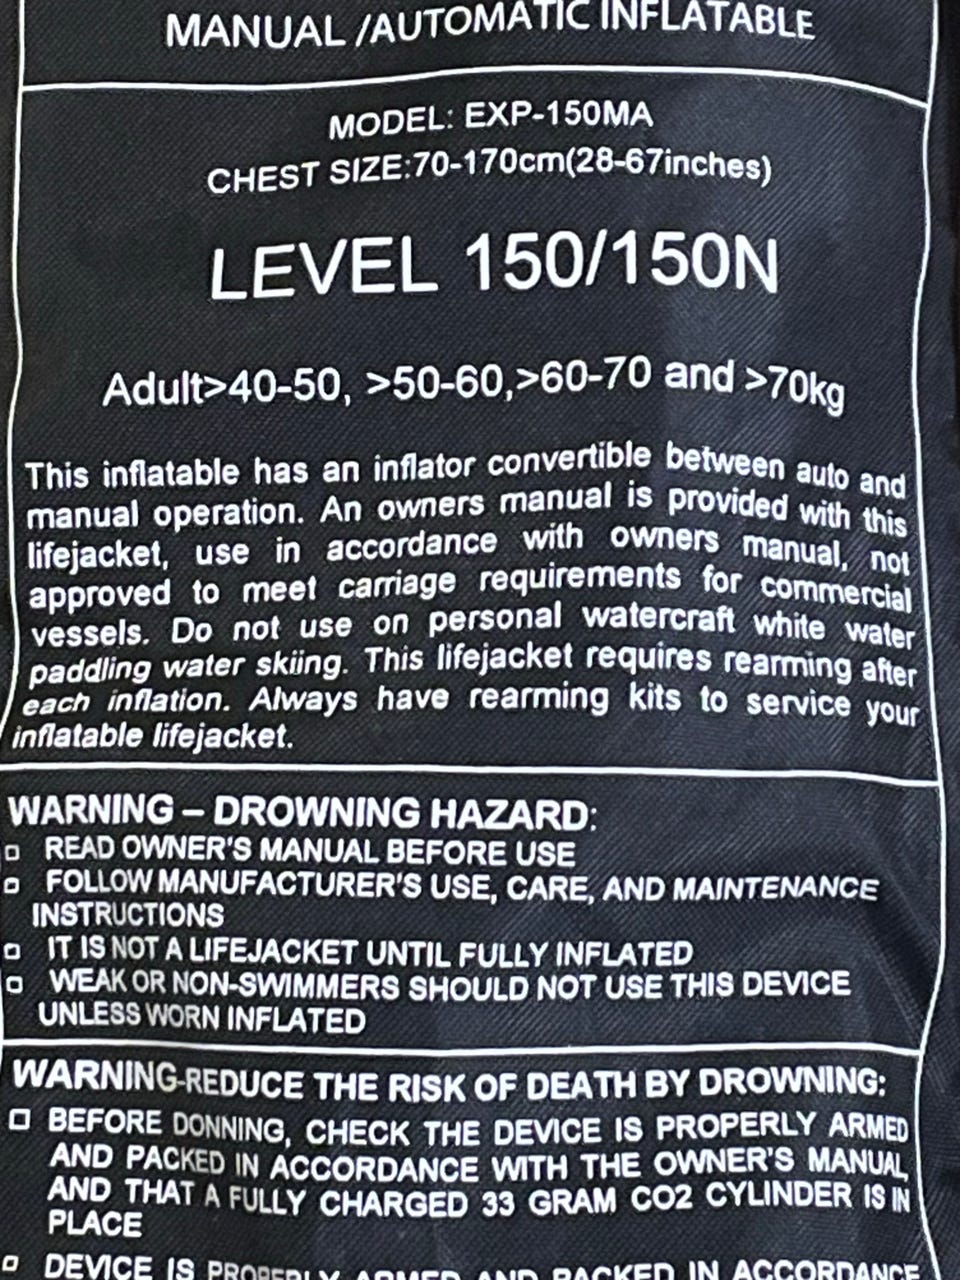 MANUAL /AUTOMATIC INFLATABLE
MODEL: EXP-150MA
CHEST SIZE:70-170cm(28-67inches)
LEVEL 150/150N
Adult>40-50, >50-60,>60-70 and >70kg
This inflatable has an inflator convertible between auto and
manual operation. An owners manual is provided with this
lifejacket, use in accordance with owners manual, not
approved to meet carriage requirements for commercial
vessels. Do not use on personal watercraft white water
paddling water skiing. This lifejacket requires rearming after
each inflation. Always have rearming kits to service your
inflatable lifejacket.
WARNING – DROWNING HAZARD:
□ READ OWNER'S MANUAL BEFORE USE
□ FOLLOW MANUFACTURER'S USE, CARE, AND MAINTENANCE
INSTRUCTIONS
□ IT IS NOT A LIFEJACKET UNTIL FULLY INFLATED
□ WEAK OR NON-SWIMMERS SHOULD NOT USE THIS DEVICE
UNLESS WORN INFLATED
WARNING-REDUCE THE RISK OF DEATH BY DROWNING:
□ BEFORE DONNING, CHECK THE DEVICE IS PROPERLY ARMED
AND PACKED IN ACCORDANCE WITH THE OWNER'S MANUAL,
AND THAT A FULLY CHARGED 33 GRAM CO2 CYLINDER IS IN
PLACE
□ DEVICE IS PROPERLY ARMED AND PACKED IN ACCORDANCE